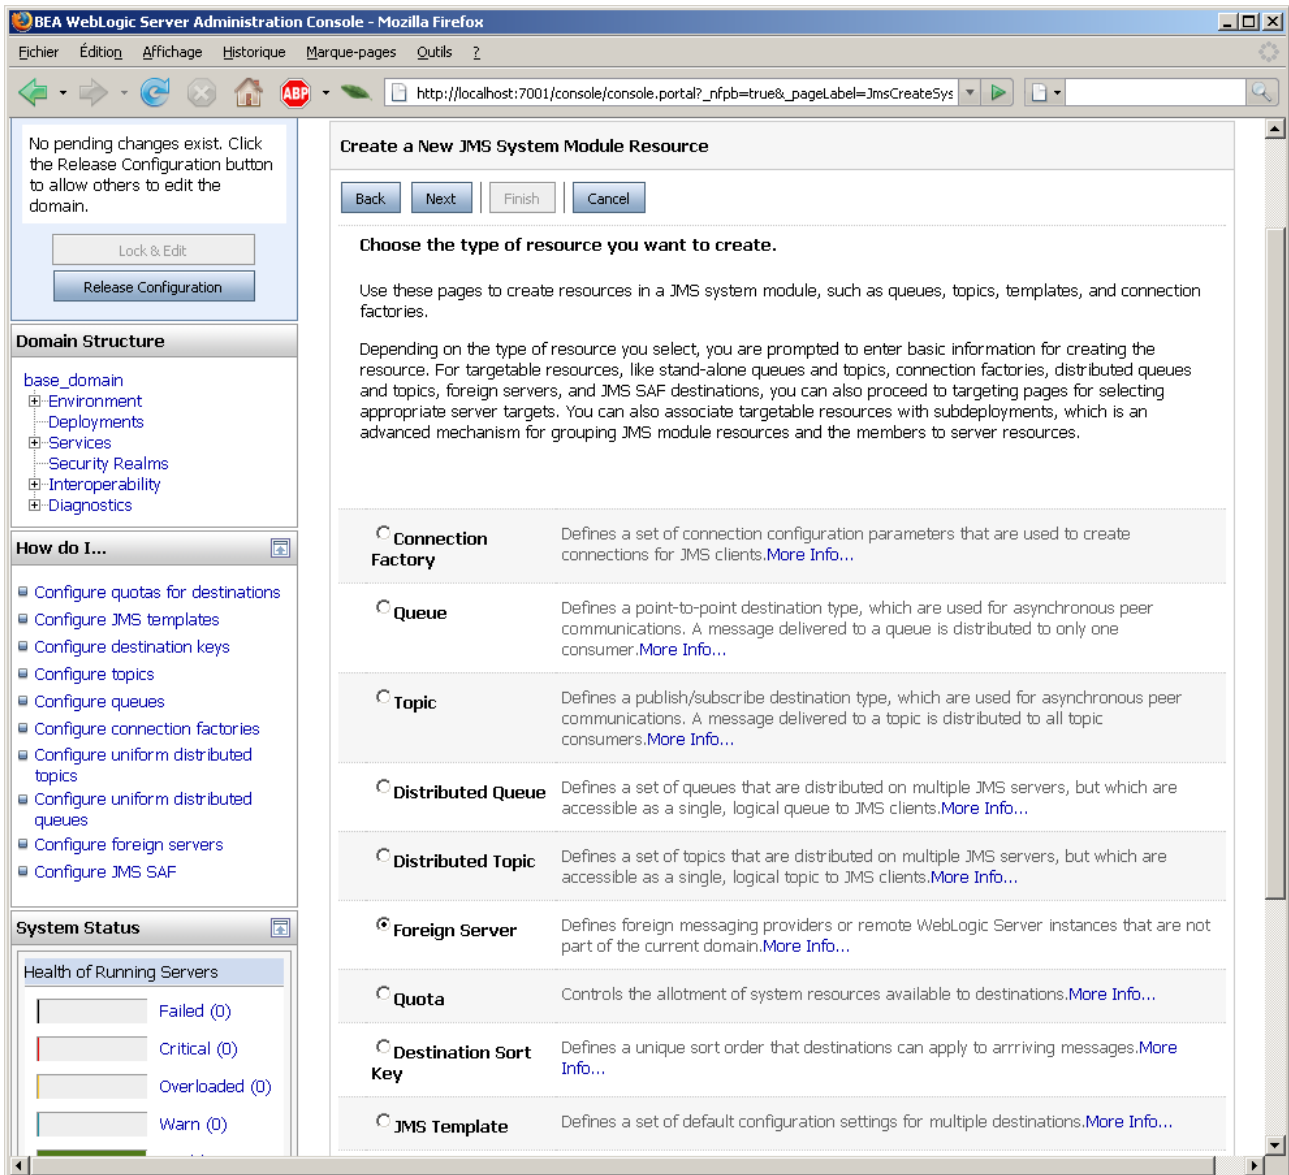 BEA WebLogic Server Administration Console - Mozilla Firefox
Fichier Édition Affichage Historique Marque-pages Outils ?
ABP
http://localhost:7001/console/console.portal?_nfpb=true&_pageLabel=JmsCreateSys
No pending changes exist. Click
the Release Configuration button
to allow others to edit the
domain.
Lock & Edit
Release Configuration
Domain Structure
base_domain
Environment
Deployments
Services
Security Realms
Interoperability
Diagnostics
How do I...
Configure quotas for destinations
Configure JMS templates
Configure destination keys
Configure topics
Configure queues
Configure connection factories
Configure uniform distributed
topics
Configure uniform distributed
queues
Configure foreign servers
Configure JMS SAF
System Status
Health of Running Servers
Failed (0)
Critical (0)
Overloaded (0)
Warn (0)
Create a New JMS System Module Resource
Back Next Finish Cancel
Choose the type of resource you want to create.
Use these pages to create resources in a JMS system module, such as queues, topics, templates, and connection
factories.
Depending on the type of resource you select, you are prompted to enter basic information for creating the
resource. For targetable resources, like stand-alone queues and topics, connection factories, distributed queues
and topics, foreign servers, and JMS SAF destinations, you can also proceed to targeting pages for selecting
appropriate server targets. You can also associate targetable resources with subdeployments, which is an
advanced mechanism for grouping JMS module resources and the members to server resources.
Connection
Factory
Defines a set of connection configuration parameters that are used to create
connections for JMS clients.More Info...
Queue
Defines a point-to-point destination type, which are used for asynchronous peer
communications. A message delivered to a queue is distributed to only one
consumer.More Info...
Topic
Defines a publish/subscribe destination type, which are used for asynchronous peer
communications. A message delivered to a topic is distributed to all topic
consumers.More Info...
Distributed Queue
Defines a set of queues that are distributed on multiple JMS servers, but which are
accessible as a single, logical queue to JMS clients.More Info...
Distributed Topic
Defines a set of topics that are distributed on multiple JMS servers, but which are
accessible as a single, logical topic to JMS clients.More Info...
Foreign Server
Defines foreign messaging providers or remote WebLogic Server instances that are not
part of the current domain.More Info...
Quota
Controls the allotment of system resources available to destinations.More Info...
Destination Sort
Key
Defines a unique sort order that destinations can apply to arrriving messages.More
Info...
JMS Template
Defines a set of default configuration settings for multiple destinations.More Info...